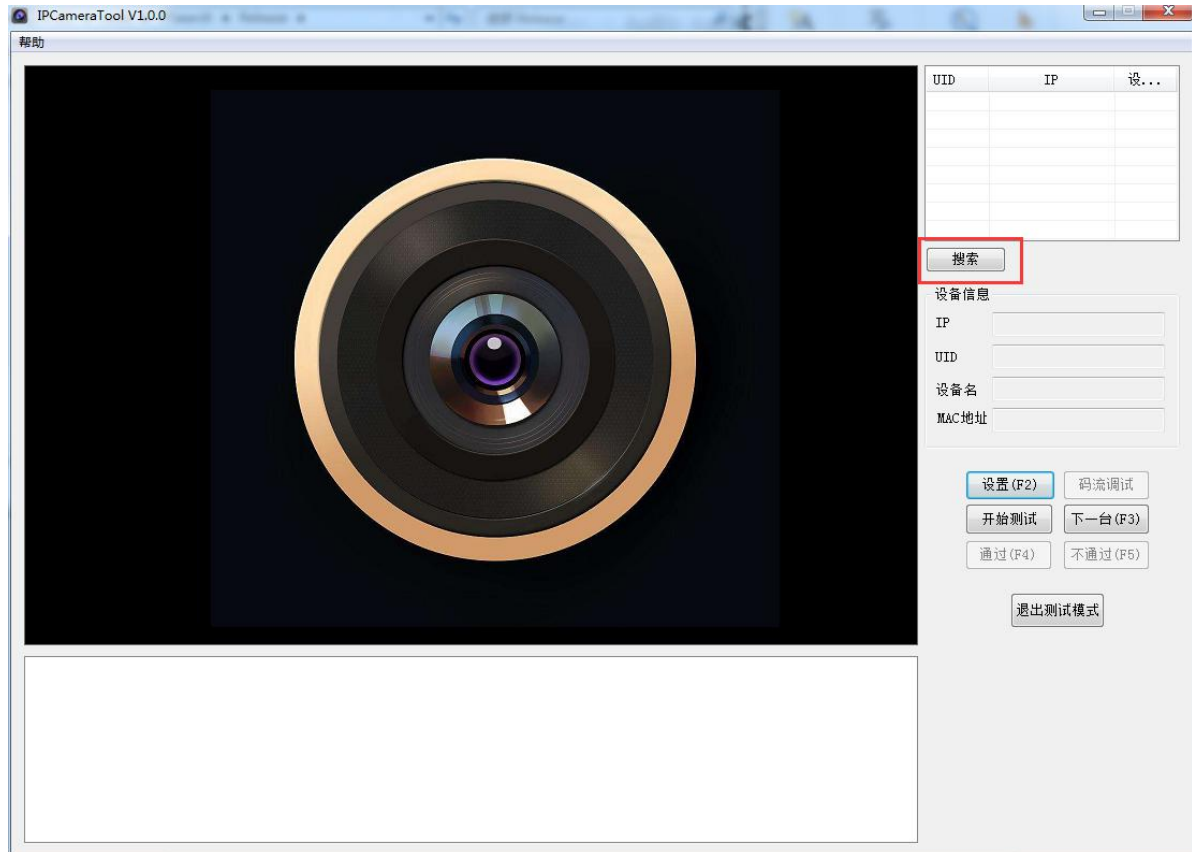 IPCameraTool V1.0.0
帮助
UID IP 设...
搜索
设备信息
IP
UID
设备名
MAC地址
设置(F2) 码流调试
开始测试 下一台(F3)
通过(F4) 不通过(F5)
退出测试模式